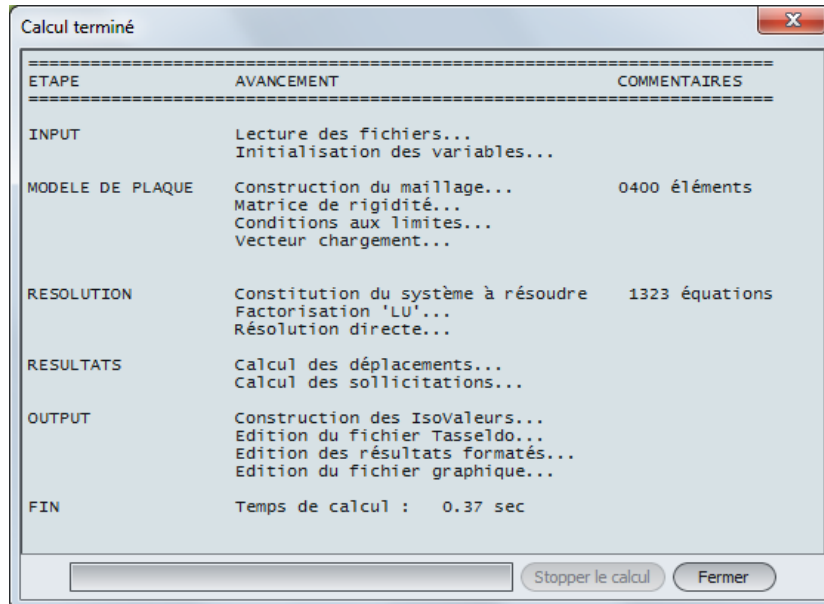 Calcul terminé
==========================================================================
ETAPE AVANCEMENT COMMENTAIRES
==========================================================================
INPUT Lecture des fichiers...
Initialisation des variables...
MODELE DE PLAQUE Construction du maillage... 0400 éléments
Matrice de rigidité...
Conditions aux limites...
Vecteur chargement...
RESOLUTION Constitution du système à résoudre 1323 équations
Factorisation 'LU'...
Résolution directe...
RESULTATS Calcul des déplacements...
Calcul des sollicitations...
OUTPUT Construction des IsoValeurs...
Edition du fichier Tasseldo...
Edition des résultats formatés...
Edition du fichier graphique...
FIN Temps de calcul : 0.37 sec
Stopper le calcul Fermer